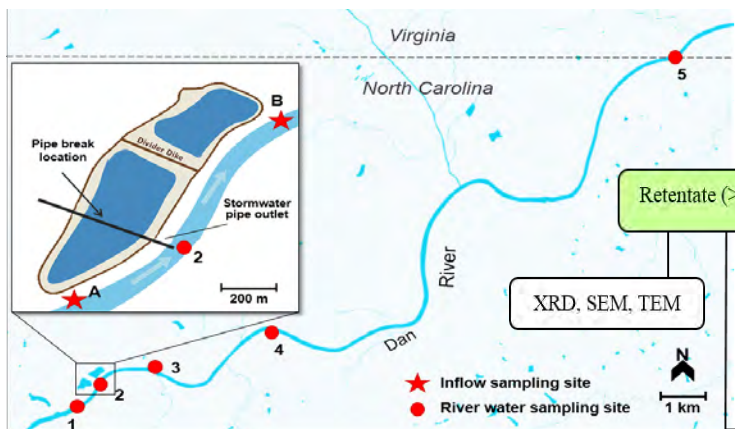 Virginia
North Carolina
5
B
Divider Dike
Pipe break
location
Stormwater
pipe outlet
2
A
200 m
Retentate (>
XRD, SEM, TEM
River
Dan
4
3
2
1
N
Inflow sampling site
River water sampling site
1 km